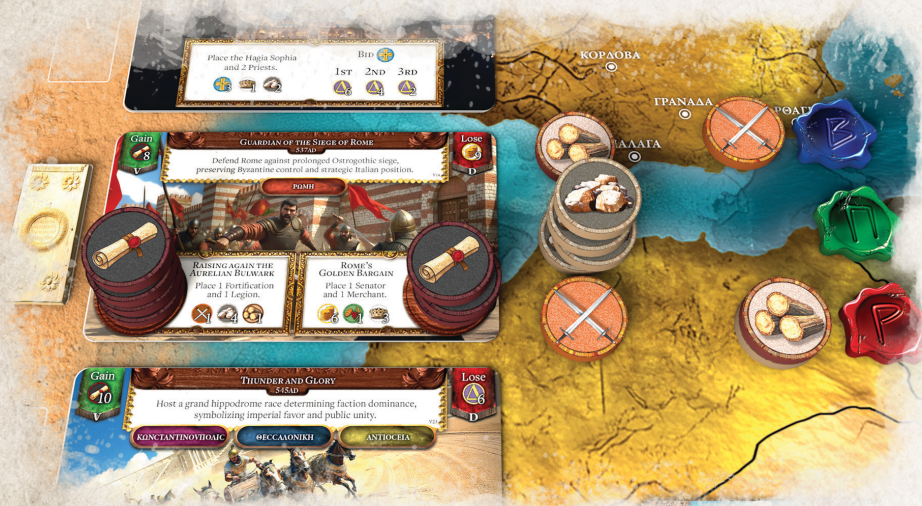 Place the Hagia Sophia
and 2 Priests.
BID
1ST 2ND 3RD
Gain
8
V
GUARDIAN OF THE SIEGE OF ROME
537AD
Defend Rome against prolonged Ostrogothic siege,
preserving Byzantine control and strategic Italian position.
ΡΩΜΗ
Lose
9
D
RAISING AGAIN THE
AURELIAN BULWARK
Place 1 Fortification
and 1 Legion.
ROME'S
GOLDEN BARGAIN
Place 1 Senator
and 1 Merchant.
Gain
10
V
THUNDER AND GLORY
545AD
Host a grand hippodrome race determining faction dominance,
symbolizing imperial favor and public unity.
ΚΩΝCΤΑΝΤΙΝΟΥΠΟΛΙC ΘΕCCΑΛΟΝΙΚΗ ΑΝΤΙΟCΕΙΑ
Lose
6
D
ΚΟΡΔΟΒΑ
ΓΡΑΝΑΔΑ
Β
Π
Ρ